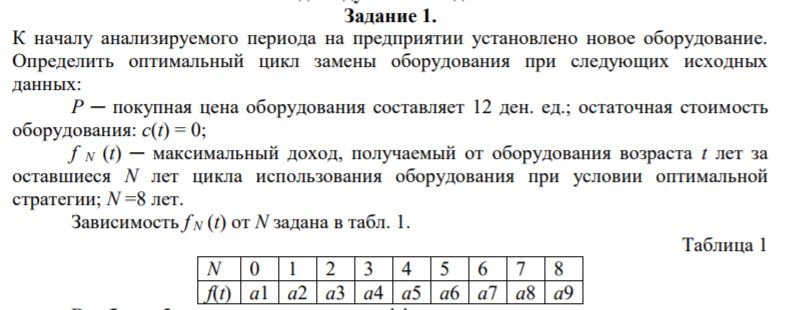 Задание 1.
К началу анализируемого периода на предприятии установлено новое оборудование.
Определить оптимальный цикл замены оборудования при следующих исходных
данных:
P — покупная цена оборудования составляет 12 ден. ед.; остаточная стоимость
оборудования: c(t) = 0;
f N (t) — максимальный доход, получаемый от оборудования возраста t лет за
оставшиеся N лет цикла использования оборудования при условии оптимальной
стратегии; N =8 лет.
Зависимость f N (t) от N задана в табл. 1.
Таблица 1
N 0 1 2 3 4 5 6 7 8
f(t) a1 a2 a3 a4 a5 a6 a7 a8 a9